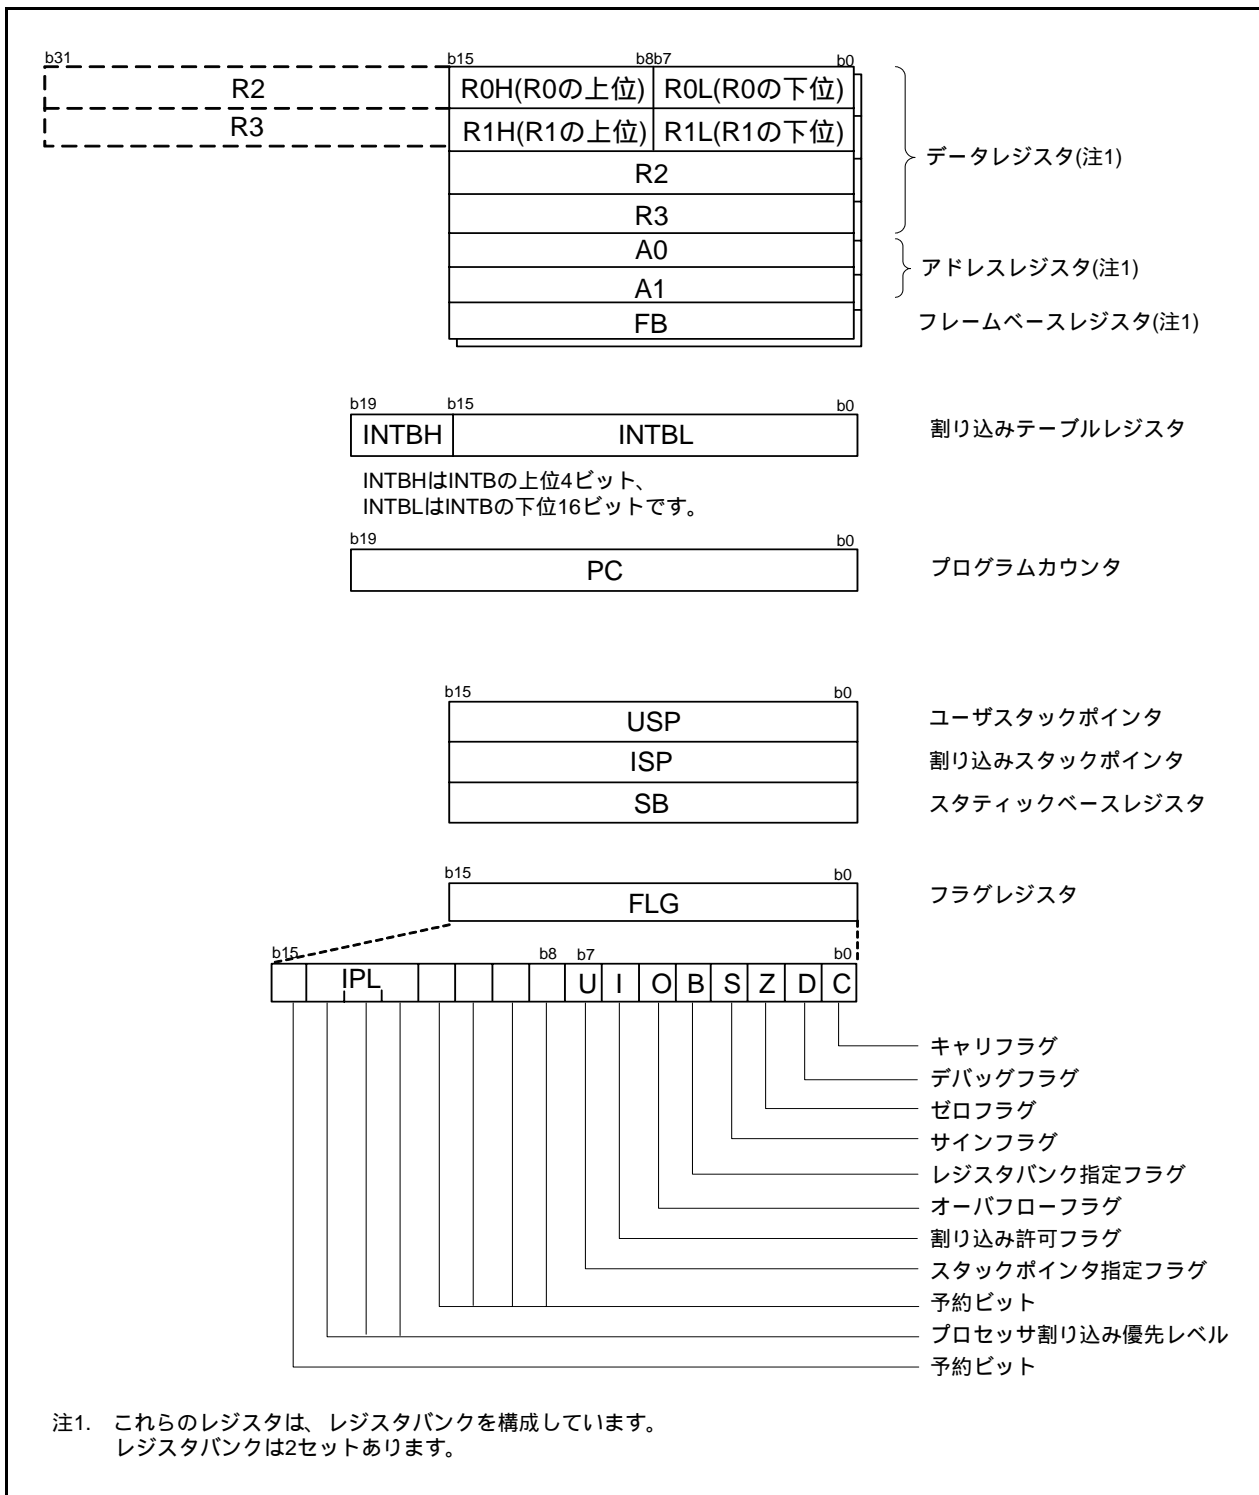 b31 b15 b8b7 b0
R2 R0H(R0の上位) R0L(R0の下位)
R3 R1H(R1の上位) R1L(R1の下位)
データレジスタ(注1)
R2
R3
A0
アドレスレジスタ(注1)
A1
FB フレームベースレジスタ(注1)
b19 b15 b0
INTBH INTBL 割り込みテーブルレジスタ
INTBHはINTBの上位4ビット、
INTBLはINTBの下位16ビットです。
b19 b0
PC プログラムカウンタ
b15 b0
USP ユーザスタックポインタ
ISP 割り込みスタックポインタ
SB スタティックベースレジスタ
b15 b0
FLG フラグレジスタ
b15 b8 b7 b0
IPL U I O B S Z D C
キャリフラグ
デバッグフラグ
ゼロフラグ
サインフラグ
レジスタバンク指定フラグ
オーバフローフラグ
割り込み許可フラグ
スタックポインタ指定フラグ
予約ビット
プロセッサ割り込み優先レベル
予約ビット
注1. これらのレジスタは、レジスタバンクを構成しています。
レジスタバンクは2セットあります。